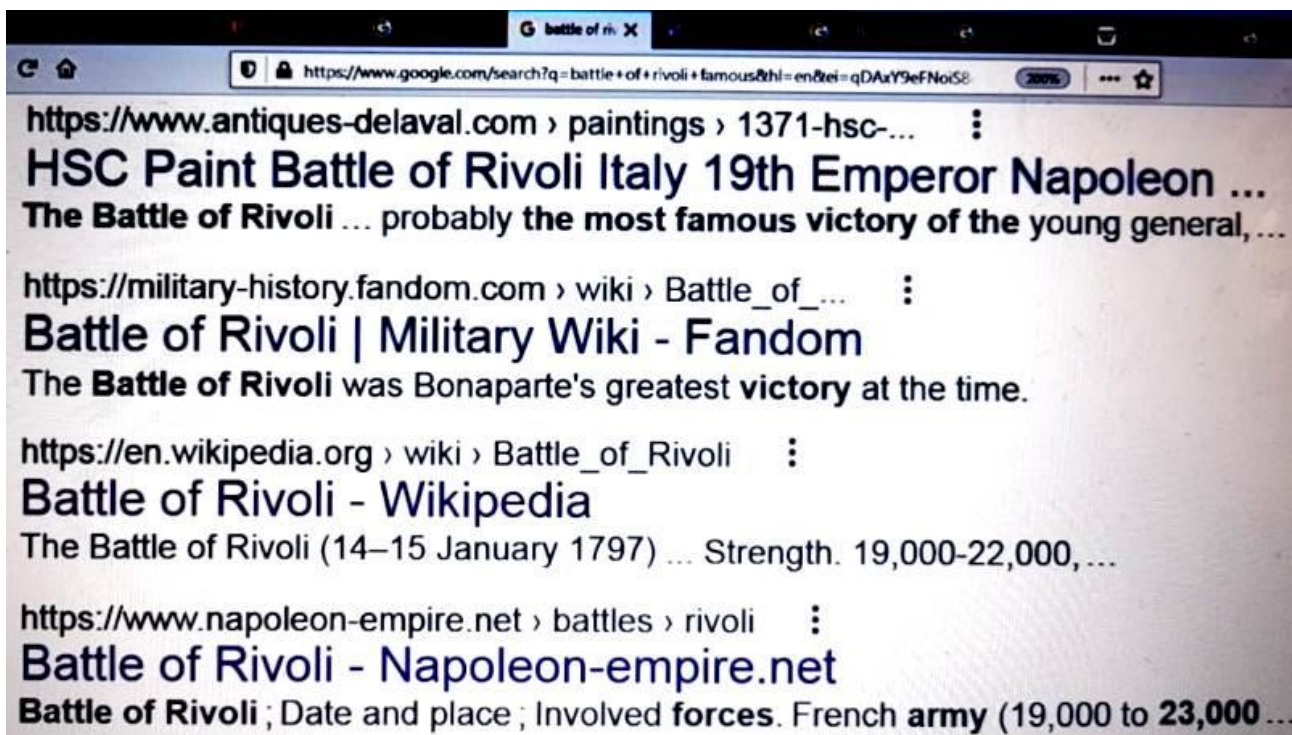 battle of riv
https://www.google.com/search?q=battle+of+rivoli+famous&hl=en&ei=qDAxY9eFNoiS8 200%
https://www.antiques-delaval.com › paintings › 1371-hsc-...
HSC Paint Battle of Rivoli Italy 19th Emperor Napoleon ...
The Battle of Rivoli ... probably the most famous victory of the young general, ...
https://military-history.fandom.com › wiki › Battle_of_...
Battle of Rivoli | Military Wiki - Fandom
The Battle of Rivoli was Bonaparte's greatest victory at the time.
https://en.wikipedia.org › wiki › Battle_of_Rivoli
Battle of Rivoli - Wikipedia
The Battle of Rivoli (14–15 January 1797) ... Strength. 19,000-22,000, ...
https://www.napoleon-empire.net › battles › rivoli
Battle of Rivoli - Napoleon-empire.net
Battle of Rivoli ; Date and place ; Involved forces. French army (19,000 to 23,000 ...